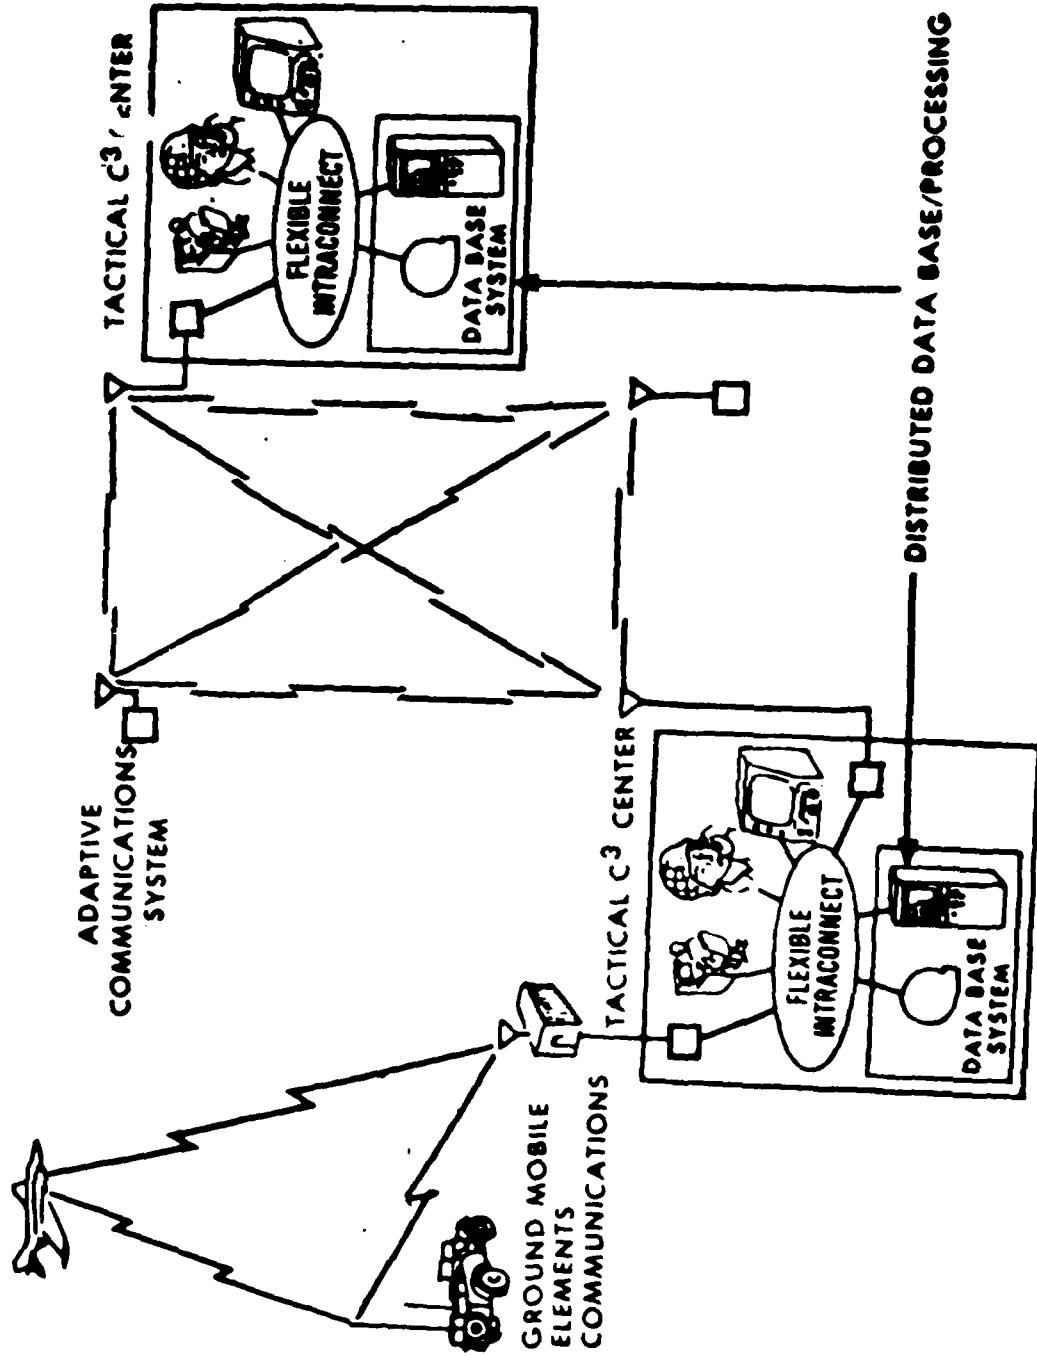 ADAPTIVE
COMMUNICATIONS
SYSTEM
TACTICAL C³ CENTER
FLEXIBLE
INTRACONNECT
DATA BASE
SYSTEM
GROUND MOBILE
ELEMENTS
COMMUNICATIONS
TACTICAL C³ CENTER
FLEXIBLE
INTRACONNECT
DATA BASE
SYSTEM
DISTRIBUTED DATA BASE/PROCESSING